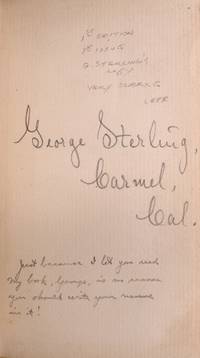 1st EDITION
1st ISSUE
G. STERLING'S
COPY
VERY SCARCE
George Sterling,
Carmel,
Cal.
Just because I let you read
my book, George, is no reason
you should write your name
in it!